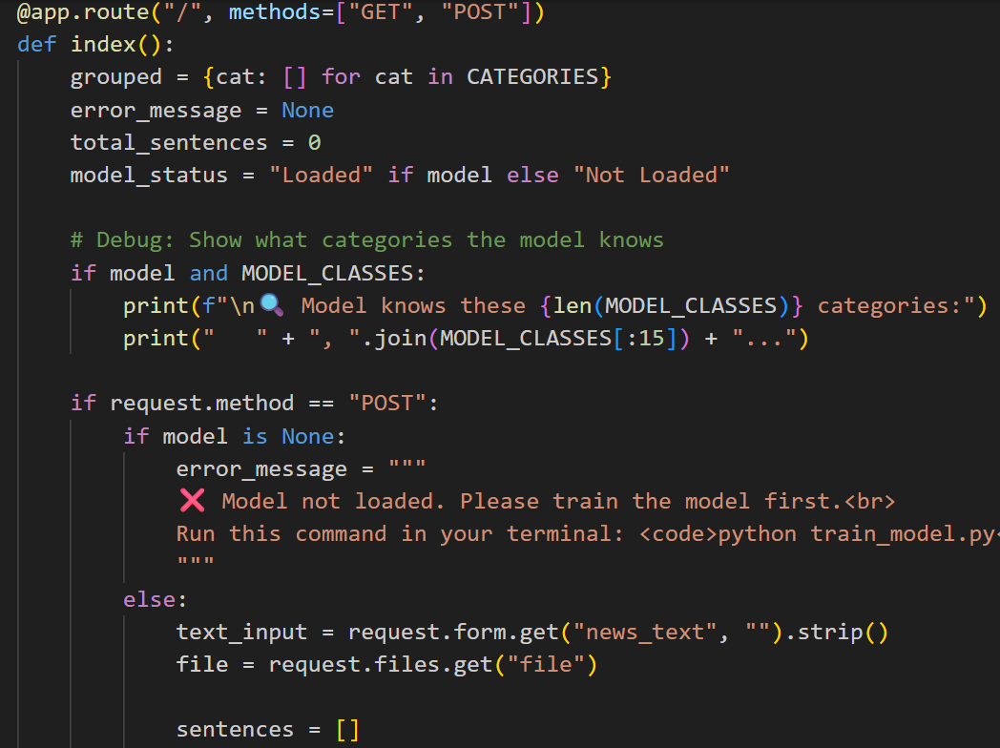 @app.route("/", methods=["GET", "POST"])
def index():
    grouped = {cat: [] for cat in CATEGORIES}
    error_message = None
    total_sentences = 0
    model_status = "Loaded" if model else "Not Loaded"

    # Debug: Show what categories the model knows
    if model and MODEL_CLASSES:
        print(f"\n🔍 Model knows these {len(MODEL_CLASSES)} categories:")
        print("   " + ", ".join(MODEL_CLASSES[:15]) + "...")

    if request.method == "POST":
        if model is None:
            error_message = """
            ❌ Model not loaded. Please train the model first.<br>
            Run this command in your terminal: <code>python train_model.py<
            """
        else:
            text_input = request.form.get("news_text", "").strip()
            file = request.files.get("file")

            sentences = []